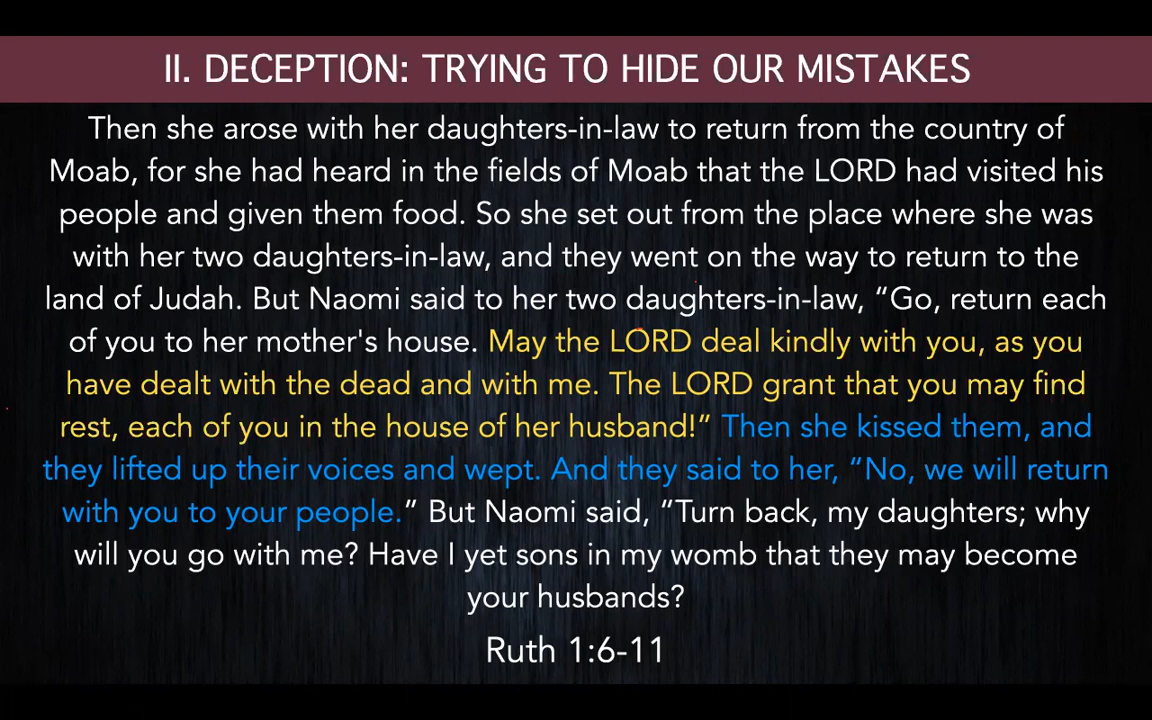 II. DECEPTION: TRYING TO HIDE OUR MISTAKES
Then she arose with her daughters-in-law to return from the country of
Moab, for she had heard in the fields of Moab that the LORD had visited his
people and given them food. So she set out from the place where she was
with her two daughters-in-law, and they went on the way to return to the
land of Judah. But Naomi said to her two daughters-in-law, “Go, return each
of you to her mother's house. May the LORD deal kindly with you, as you
have dealt with the dead and with me. The LORD grant that you may find
rest, each of you in the house of her husband!” Then she kissed them, and
they lifted up their voices and wept. And they said to her, “No, we will return
with you to your people.” But Naomi said, “Turn back, my daughters; why
will you go with me? Have I yet sons in my womb that they may become
your husbands?
Ruth 1:6-11